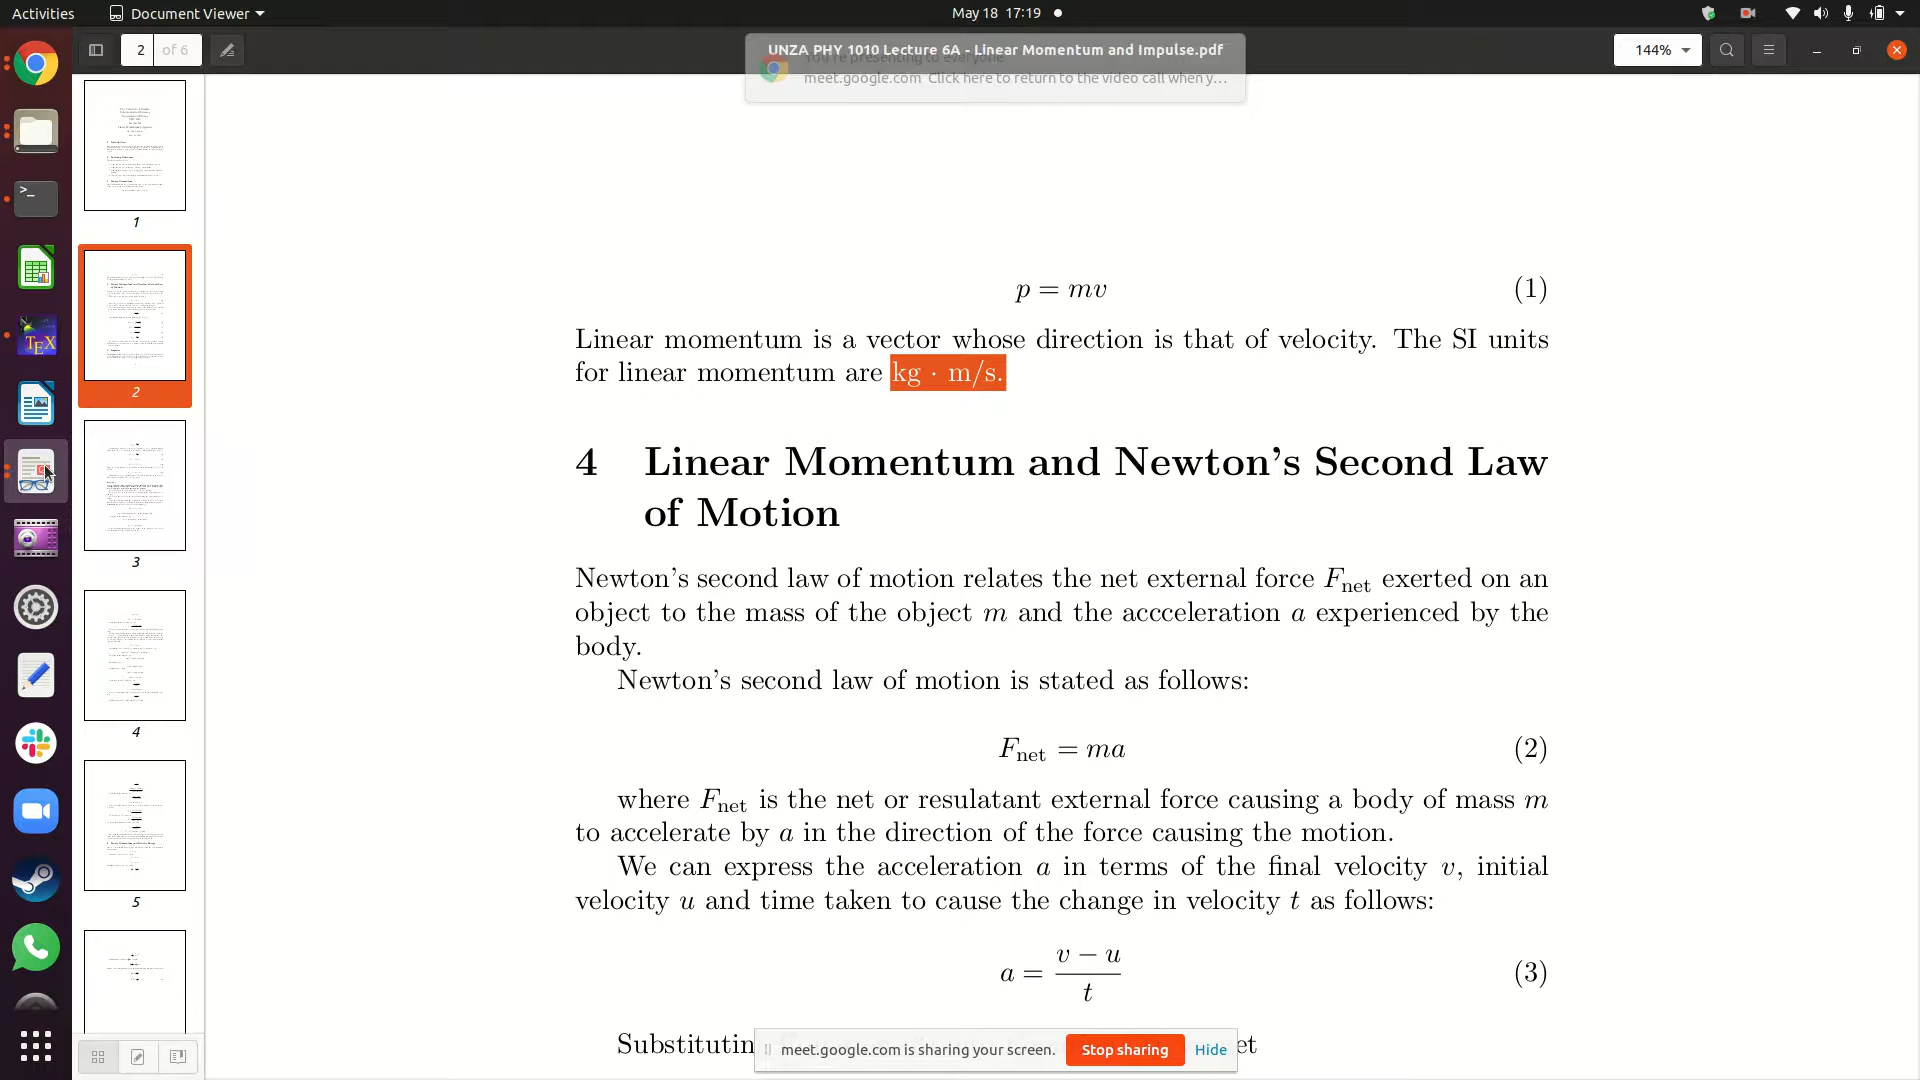 Activities
Document Viewer
May 18 17:19
2 of 6
UNZA PHY 1010 Lecture 6A - Linear Momentum and Impulse.pdf
You're presenting to everyone
meet.google.com Click here to return to the video call when y…
144%
1
2
3
4
5
p = mv (1)
Linear momentum is a vector whose direction is that of velocity. The SI units
for linear momentum are kg · m/s.
4 Linear Momentum and Newton's Second Law
of Motion
Newton's second law of motion relates the net external force Fnet exerted on an
object to the mass of the object m and the accceleration a experienced by the
body.
Newton's second law of motion is stated as follows:
Fnet = ma (2)
where Fnet is the net or resulatant external force causing a body of mass m
to accelerate by a in the direction of the force causing the motion.
We can express the acceleration a in terms of the final velocity v, initial
velocity u and time taken to cause the change in velocity t as follows:
a = (v − u)/t (3)
Substitutin
et
meet.google.com is sharing your screen.
Stop sharing
Hide